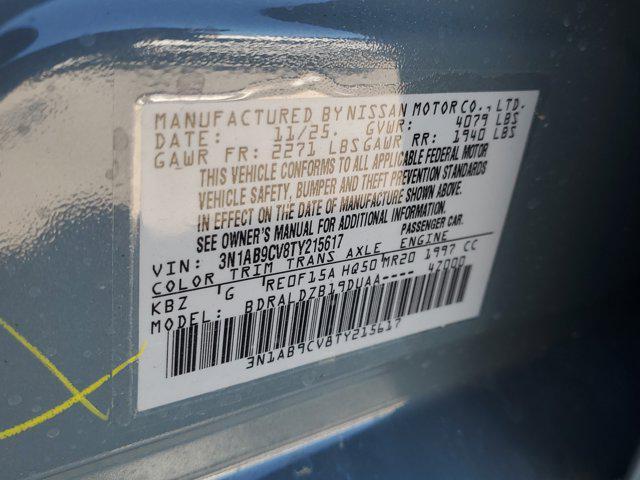 MANUFACTURED BY NISSAN MOTOR CO., LTD.
DATE: 11/25. GVWR: 4079 LBS
GAWR FR: 2271 LBS GAWR RR: 1940 LBS
THIS VEHICLE CONFORMS TO ALL APPLICABLE FEDERAL MOTOR
VEHICLE SAFETY, BUMPER AND THEFT PREVENTION STANDARDS
IN EFFECT ON THE DATE OF MANUFACTURE SHOWN ABOVE.
SEE OWNER'S MANUAL FOR ADDITIONAL INFORMATION.
VIN: 3N1AB9CV8TY215617 PASSENGER CAR.
COLOR TRIM TRANS AXLE ENGINE
KBZ G RE0F15A HQ50 MR20 1997 CC
MODEL: BDRALDZB19DUAA---- 4Z000
3N1AB9CV8TY215617